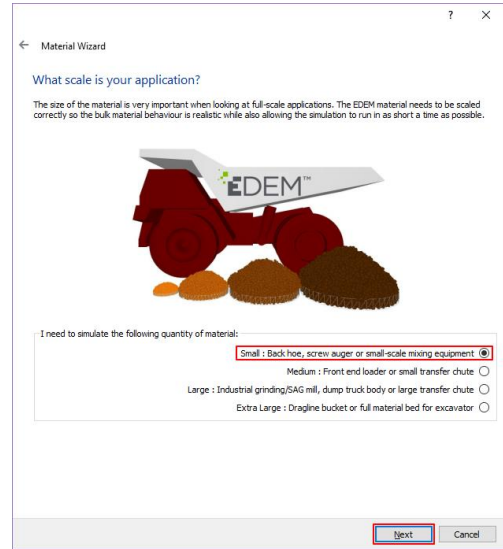 ?
Material Wizard
What scale is your application?
The size of the material is very important when looking at full-scale applications. The EDEM material needs to be scaled
correctly so the bulk material behaviour is realistic while also allowing the simulation to run in as short a time as possible.
EDEM™
I need to simulate the following quantity of material:
Small : Back hoe, screw auger or small-scale mixing equipment
Medium : Front end loader or small transfer chute
Large : Industrial grinding/SAG mill, dump truck body or large transfer chute
Extra Large : Dragline bucket or full material bed for excavator
Next Cancel